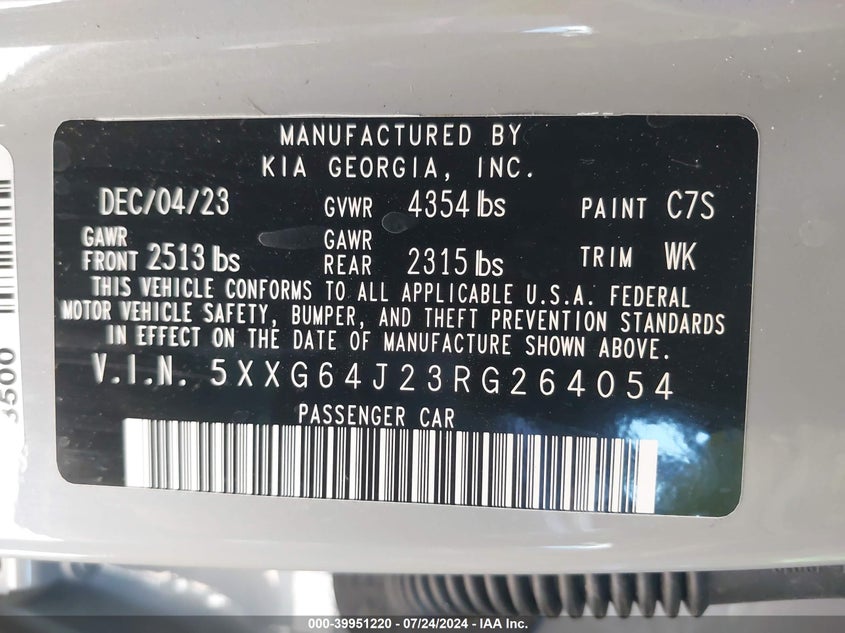 MANUFACTURED BY
KIA GEORGIA, INC.
DEC/04/23 GVWR 4354 lbs PAINT C7S
GAWR FRONT 2513 lbs GAWR REAR 2315 lbs TRIM WK
THIS VEHICLE CONFORMS TO ALL APPLICABLE U.S.A. FEDERAL
MOTOR VEHICLE SAFETY, BUMPER, AND THEFT PREVENTION STANDARDS
IN EFFECT ON THE DATE OF MANUFACTURE SHOWN ABOVE.
V.I.N. 5XXG64J23RG264054
PASSENGER CAR
3500
000-39951220 - 07/24/2024 - IAA Inc.